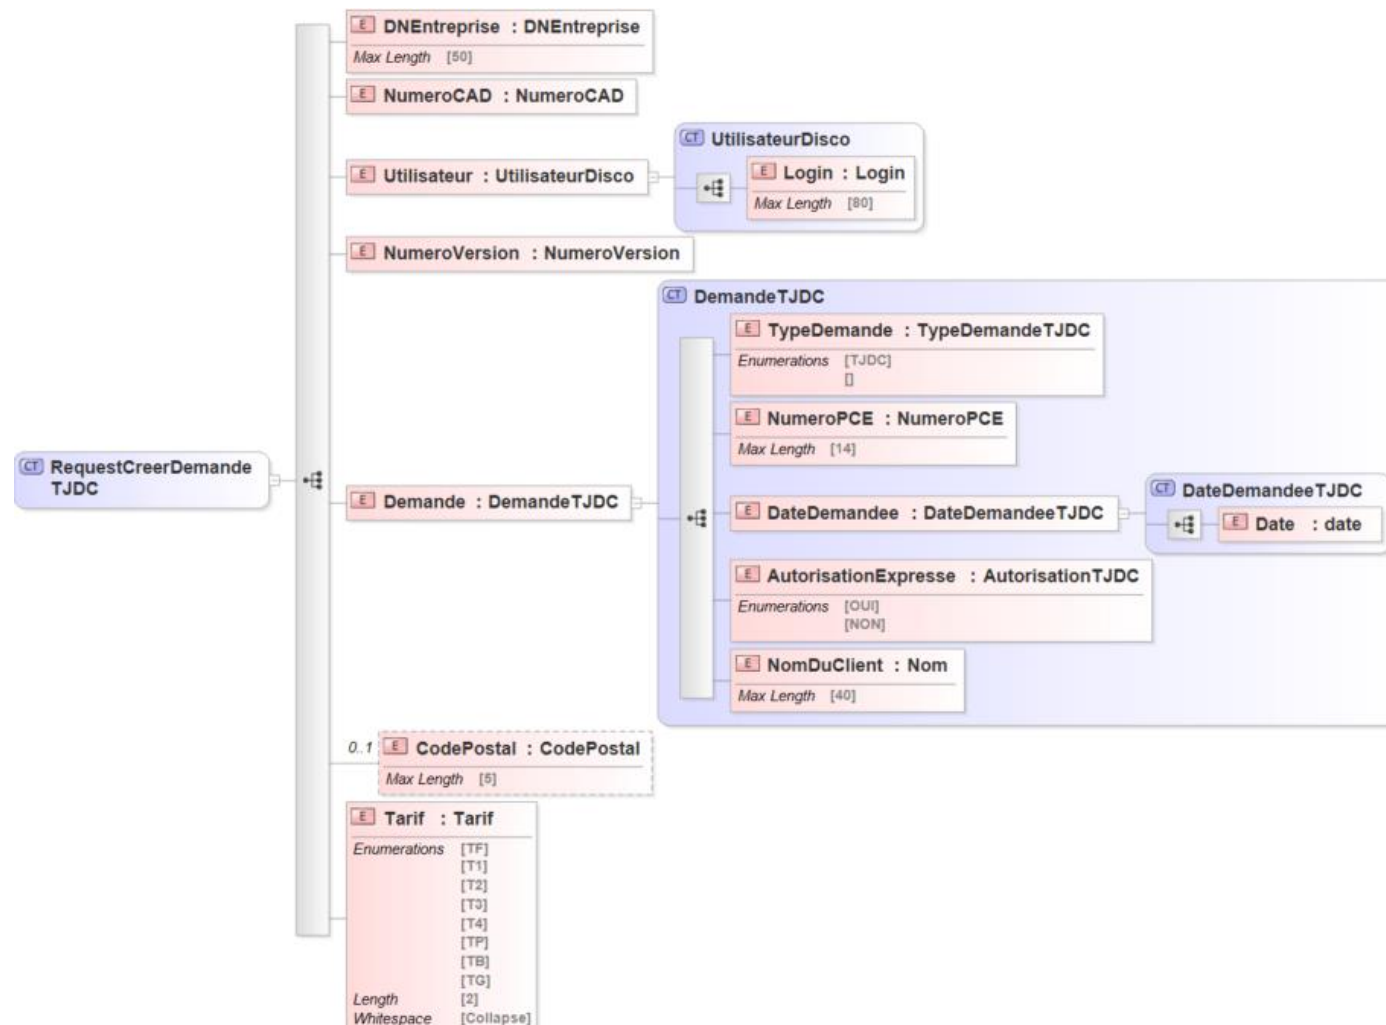 E DNEntreprise : DNEntreprise
Max Length [50]
E NumeroCAD : NumeroCAD
CT UtilisateurDisco
E Utilisateur : UtilisateurDisco
E Login : Login
Max Length [80]
E NumeroVersion : NumeroVersion
CT DemandeTJDC
E TypeDemande : TypeDemandeTJDC
Enumerations [TJDC]
[]
E NumeroPCE : NumeroPCE
Max Length [14]
CT RequestCreerDemande
TJDC
E Demande : DemandeTJDC
E DateDemandee : DateDemandeeTJDC
CT DateDemandeeTJDC
E Date : date
E AutorisationExpresse : AutorisationTJDC
Enumerations [OUI]
[NON]
E NomDuClient : Nom
Max Length [40]
0..1 E CodePostal : CodePostal
Max Length [5]
E Tarif : Tarif
Enumerations [TF]
[T1]
[T2]
[T3]
[T4]
[TP]
[TB]
[TG]
Length [2]
Whitespace [Collapse]